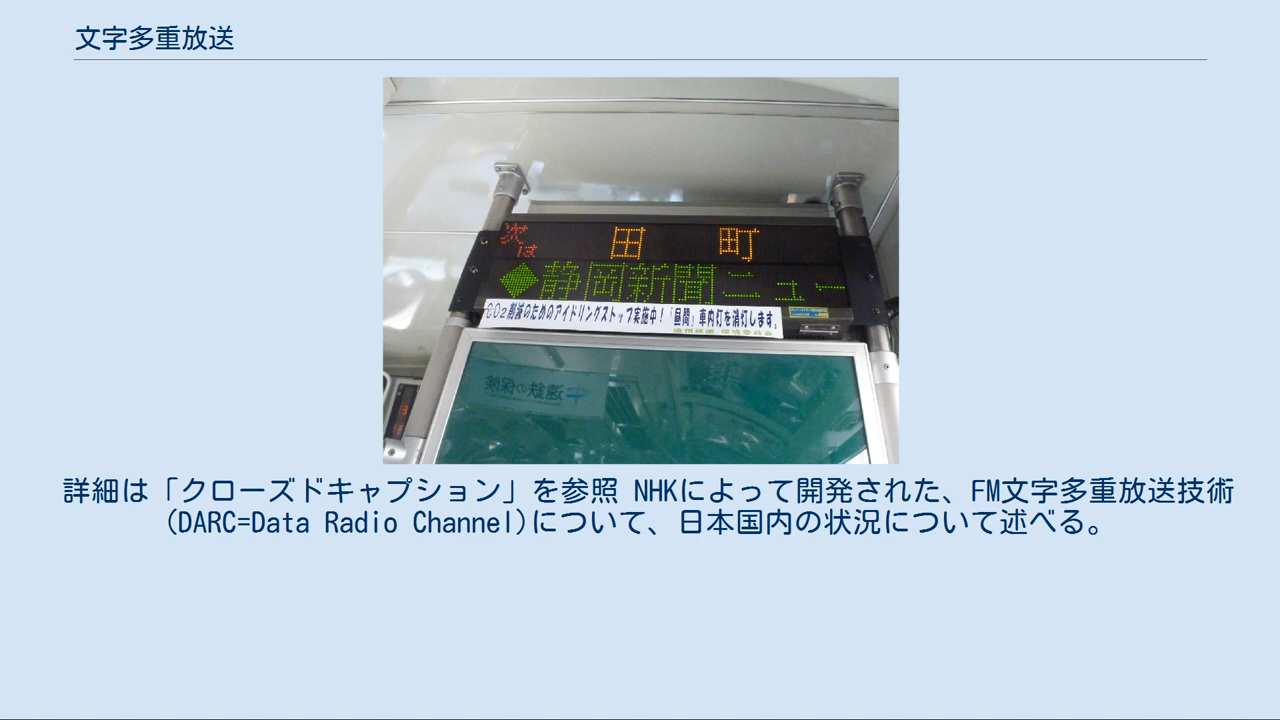 文字多重放送
次は 田町
◆静岡新聞ニュー
CO2削減のためのアイドリングストップ実施中！「昼間」車内灯を消灯します。
遠鉄の保険
詳細は「クローズドキャプション」を参照 NHKによって開発された、FM文字多重放送技術
(DARC=Data Radio Channel)について、日本国内の状況について述べる。